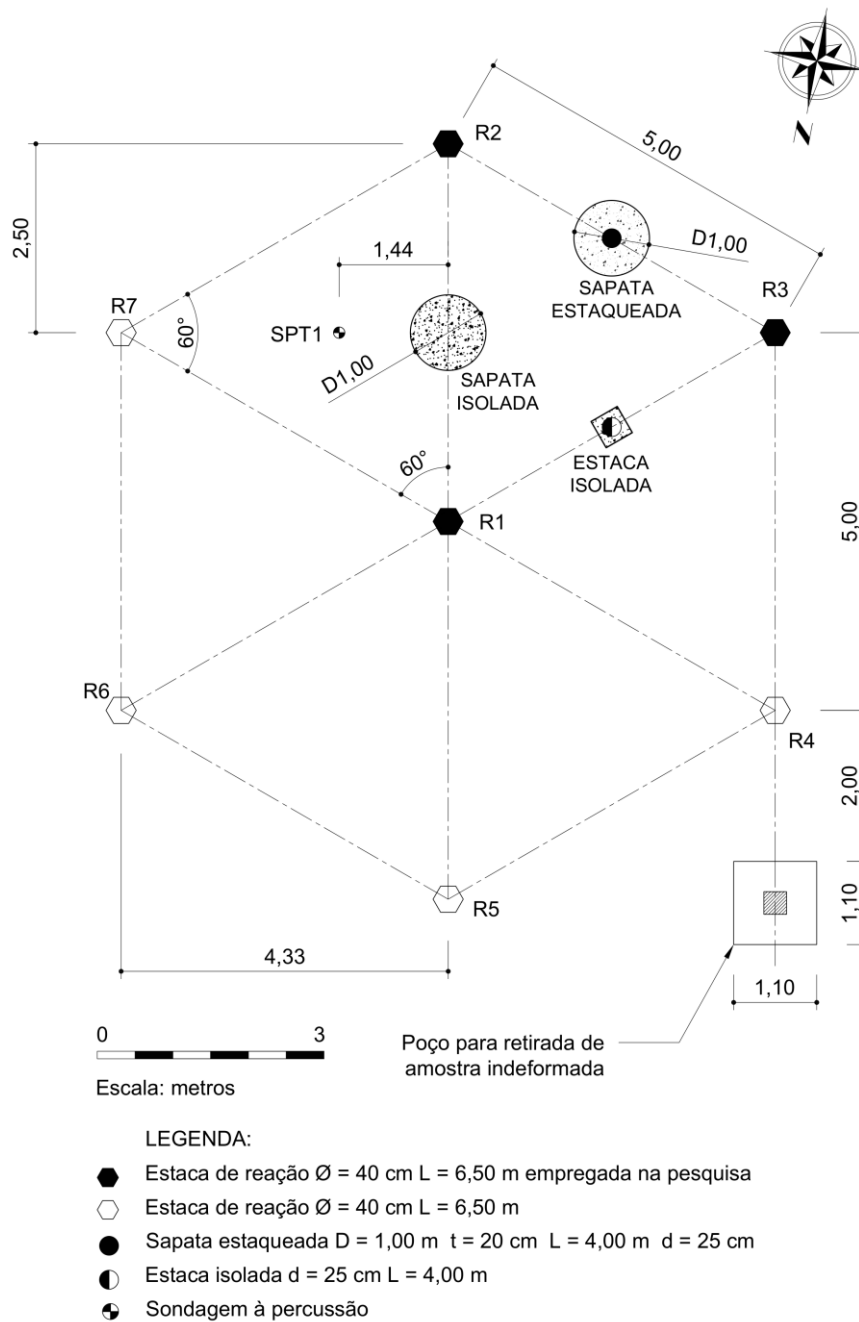 N
R2
5,00
2,50
1,44
D1,00
SAPATA
ESTAQUEADA
R3
R7
60°
SPT1
D1,00
SAPATA
ISOLADA
60°
ESTACA
ISOLADA
R1
5,00
R6
R4
2,00
R5
1,10
4,33
1,10
0 3
Escala: metros
Poço para retirada de
amostra indeformada
LEGENDA:
Estaca de reação Ø = 40 cm L = 6,50 m empregada na pesquisa
Estaca de reação Ø = 40 cm L = 6,50 m
Sapata estaqueada D = 1,00 m t = 20 cm L = 4,00 m d = 25 cm
Estaca isolada d = 25 cm L = 4,00 m
Sondagem à percussão